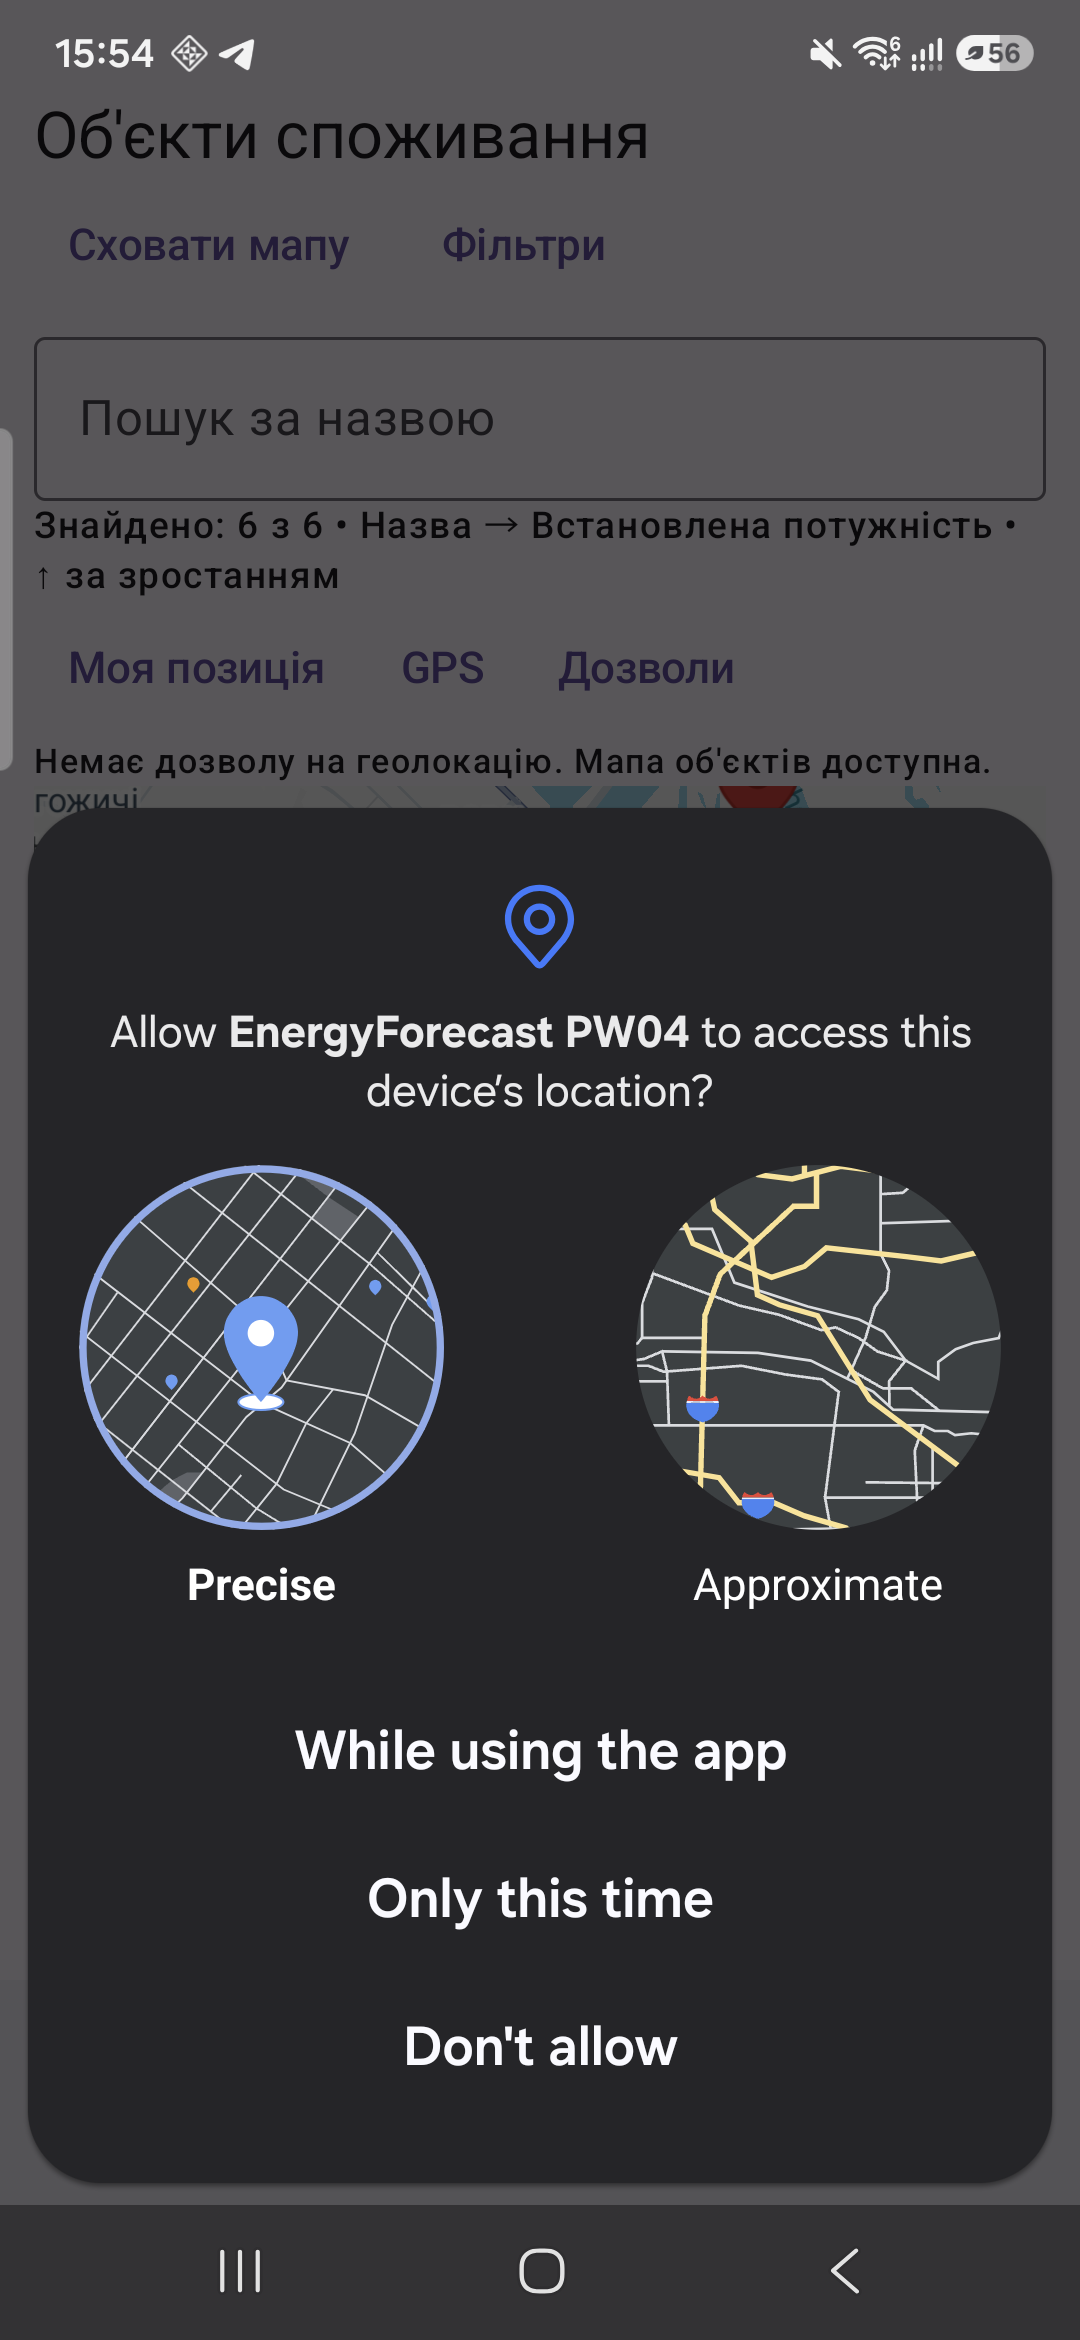 15:54
6
56
Об'єкти споживання
Сховати мапу Фільтри
Пошук за назвою
Знайдено: 6 з 6 • Назва → Встановлена потужність •
↑ за зростанням
Моя позиція GPS Дозволи
Немає дозволу на геолокацію. Мапа об'єктів доступна.
гожичі
Allow EnergyForecast PW04 to access this
device’s location?
Precise Approximate
While using the app
Only this time
Don't allow